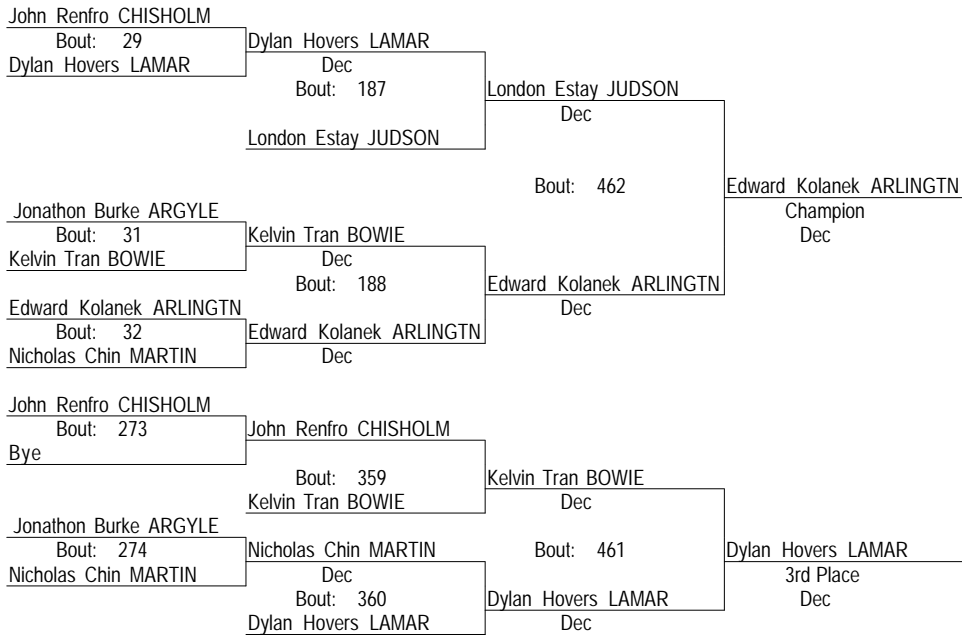 John Renfro CHISHOLM
Bout: 29
Dylan Hovers LAMAR
Dylan Hovers LAMAR
Dec
Bout: 187
London Estay JUDSON
London Estay JUDSON
Dec
Bout: 462
Edward Kolanek ARLINGTN
Champion
Dec
Jonathon Burke ARGYLE
Bout: 31
Kelvin Tran BOWIE
Kelvin Tran BOWIE
Dec
Bout: 188
Edward Kolanek ARLINGTN
Dec
Edward Kolanek ARLINGTN
Bout: 32
Nicholas Chin MARTIN
Edward Kolanek ARLINGTN
Dec
John Renfro CHISHOLM
Bout: 273
Bye
John Renfro CHISHOLM
Bout: 359
Kelvin Tran BOWIE
Kelvin Tran BOWIE
Dec
Jonathon Burke ARGYLE
Bout: 274
Nicholas Chin MARTIN
Nicholas Chin MARTIN
Dec
Bout: 360
Dylan Hovers LAMAR
Bout: 461
Dylan Hovers LAMAR
Dec
Dylan Hovers LAMAR
3rd Place
Dec